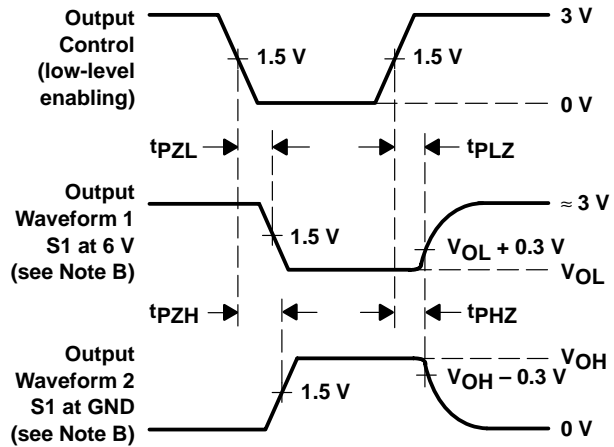 Output
Control
(low-level
enabling)
1.5 V
1.5 V
3 V
0 V
tPZL
tPLZ
Output
Waveform 1
S1 at 6 V
(see Note B)
1.5 V
≈ 3 V
VOL + 0.3 V
VOL
tPZH
tPHZ
Output
Waveform 2
S1 at GND
(see Note B)
1.5 V
VOH
VOH − 0.3 V
0 V